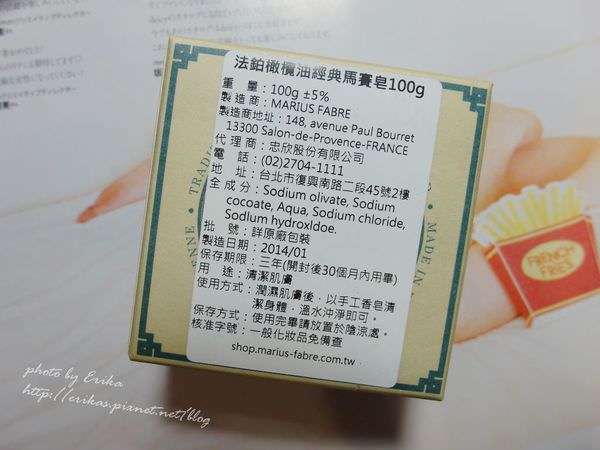 法鉑橄欖油經典馬賽皂100g
重　量：100g ±5%
製 造 商：MARIUS FABRE
製造商地址：148, avenue Paul Bourret
13300 Salon-de-Provence-FRANCE
代 理 商：忠欣股份有限公司
電　話：(02)2704-1111
地　址：台北市復興南路二段45號2樓
全 成 分：Sodium olivate, Sodium
cocoate, Aqua, Sodium chloride,
Sodlum hydroxldoe.
批　號：詳原廠包裝
製造日期：2014/01
保存期限：三年(開封後30個月內用畢)
用　途：清潔肌膚
使用方式：潤濕肌膚後，以手工香皂清
潔身體，溫水沖淨即可。
保存方式：使用完畢請放置於陰涼處。
核准字號：一般化妝品免備查
shop.marius-fabre.com.tw
ENNE · TRADI
MADE IN
FRENCH
FRIES
photo by Erika
http://erikas.pixnet.net/blog